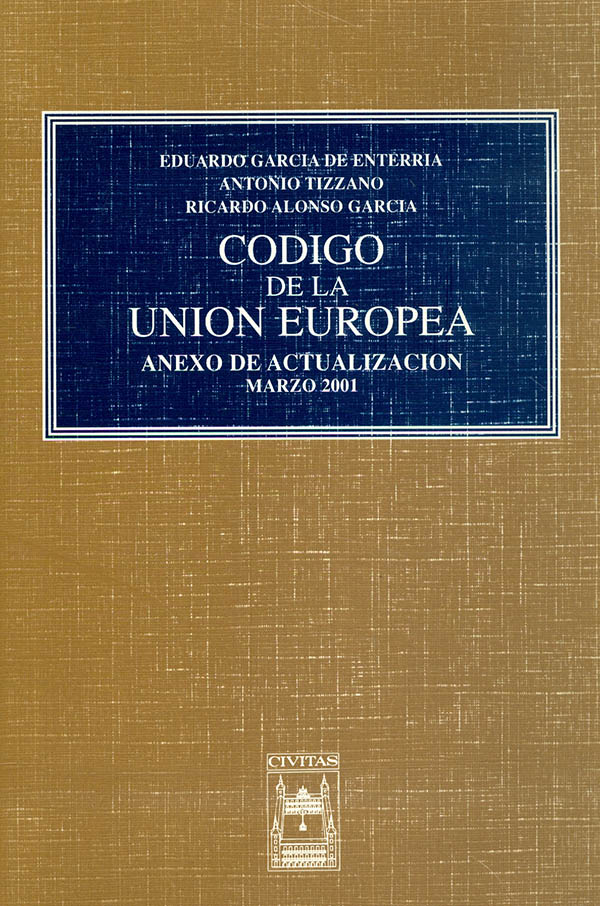 EDUARDO GARCIA DE ENTERRIA
ANTONIO TIZZANO
RICARDO ALONSO GARCIA
CODIGO
DE LA
UNION EUROPEA
ANEXO DE ACTUALIZACION
MARZO 2001
CIVITAS